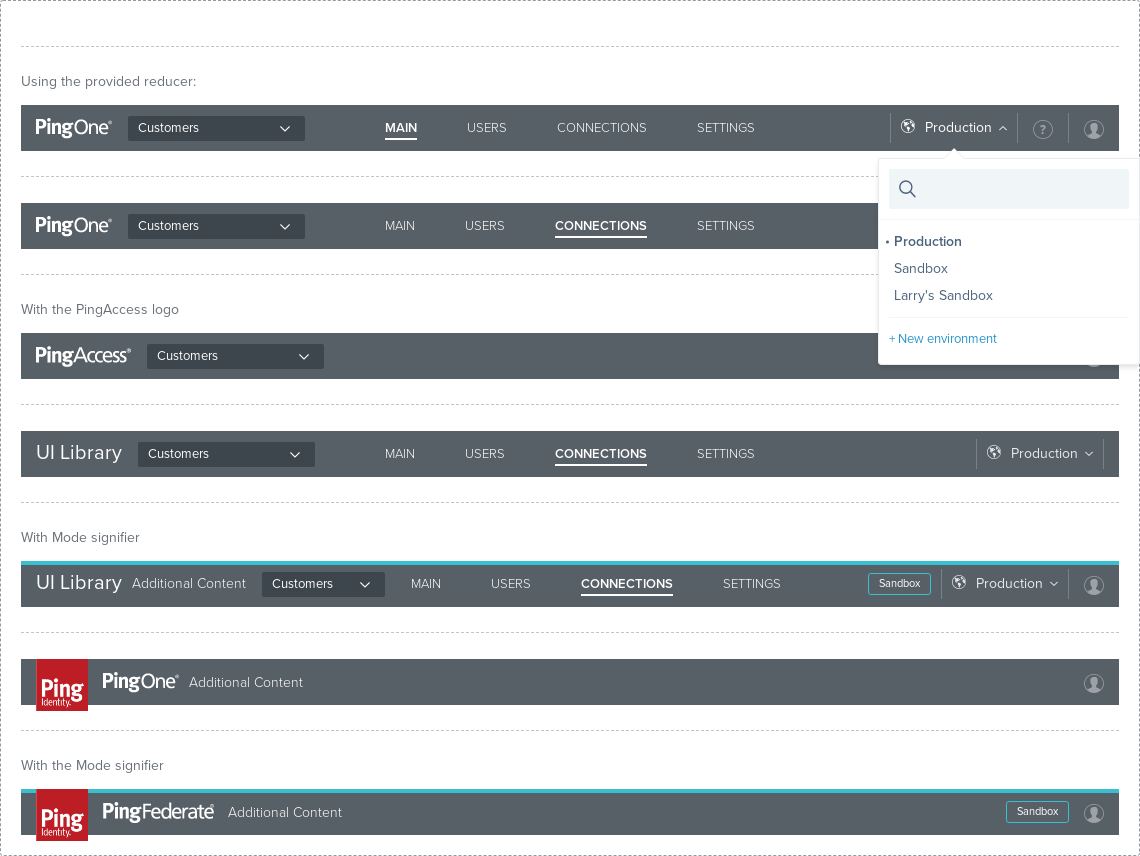 Using the provided reducer:
PingOne® Customers MAIN USERS CONNECTIONS SETTINGS Production ?
PingOne® Customers MAIN USERS CONNECTIONS SETTINGS
• Production
Sandbox
Larry's Sandbox
+ New environment
With the PingAccess logo
PingAccess® Customers
UI Library Customers MAIN USERS CONNECTIONS SETTINGS Production
With Mode signifier
UI Library Additional Content Customers MAIN USERS CONNECTIONS SETTINGS Sandbox Production
Ping Identity. PingOne® Additional Content
With the Mode signifier
Ping Identity. PingFederate® Additional Content Sandbox